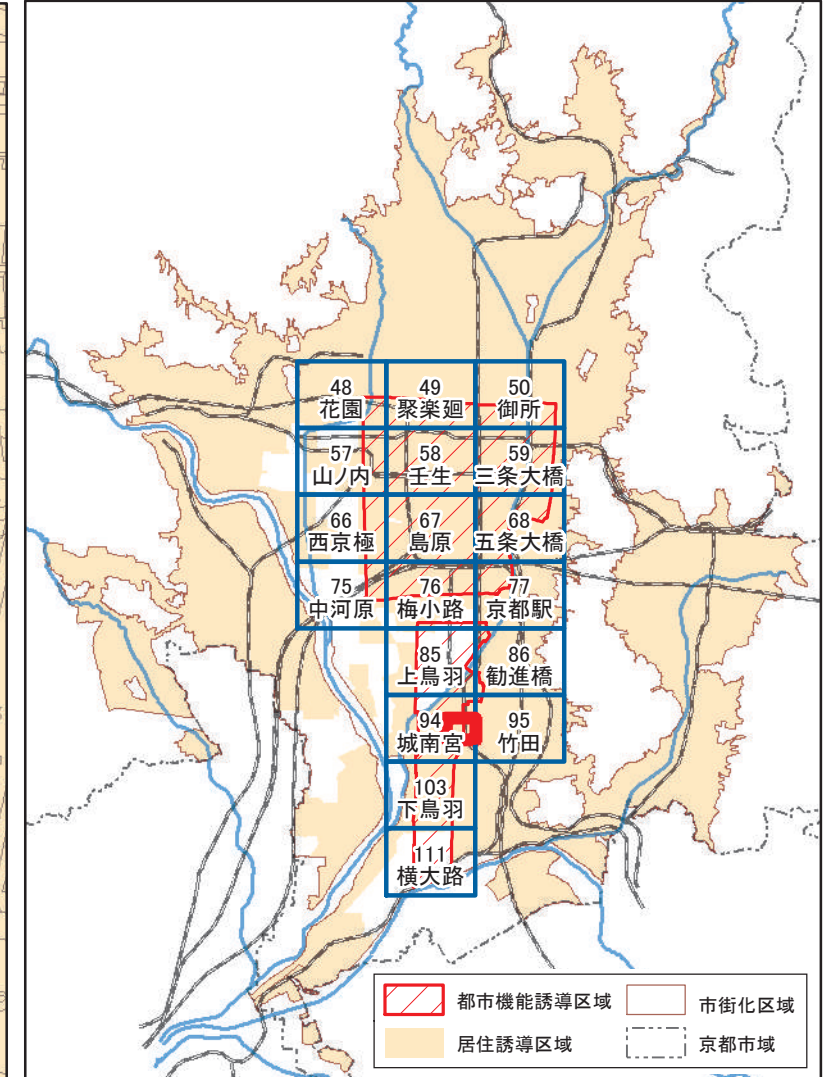 48
花園
49
聚楽廻
50
御所
57
山ノ内
58
壬生
59
三条大橋
66
西京極
67
島原
68
五条大橋
75
中河原
76
梅小路
77
京都駅
85
上鳥羽
86
勧進橋
94
城南宮
95
竹田
103
下鳥羽
111
横大路
都市機能誘導区域
市街化区域
居住誘導区域
京都市域